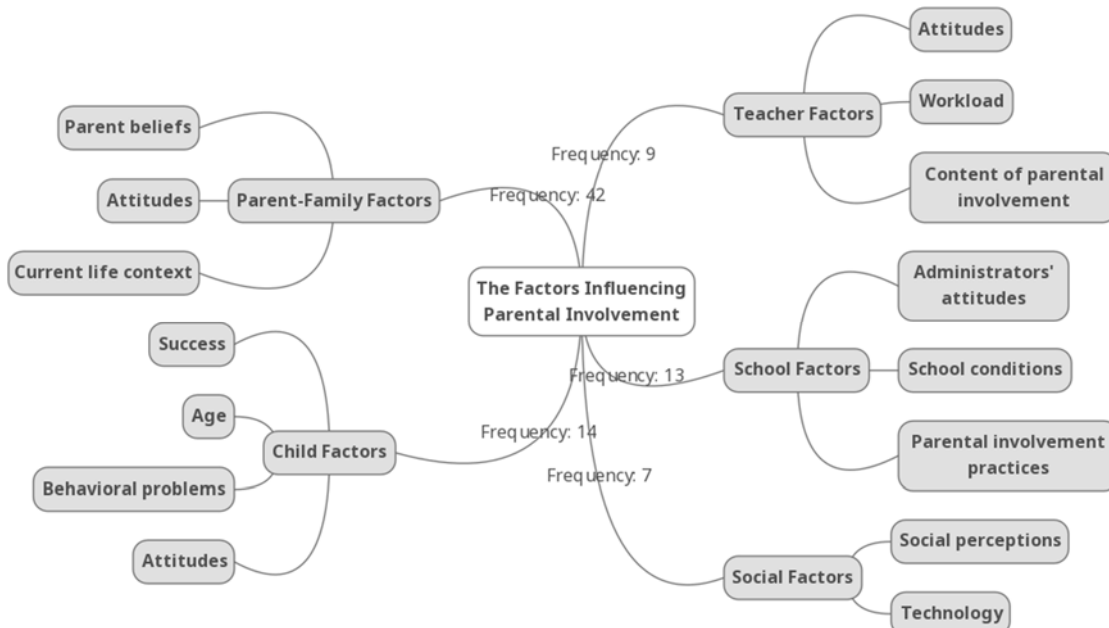 The Factors Influencing
Parental Involvement
Frequency: 42
Parent-Family Factors
Parent beliefs
Attitudes
Current life context
Frequency: 14
Child Factors
Success
Age
Behavioral problems
Attitudes
Frequency: 9
Teacher Factors
Attitudes
Workload
Content of parental
involvement
Frequency: 13
School Factors
Administrators'
attitudes
School conditions
Parental involvement
practices
Frequency: 7
Social Factors
Social perceptions
Technology